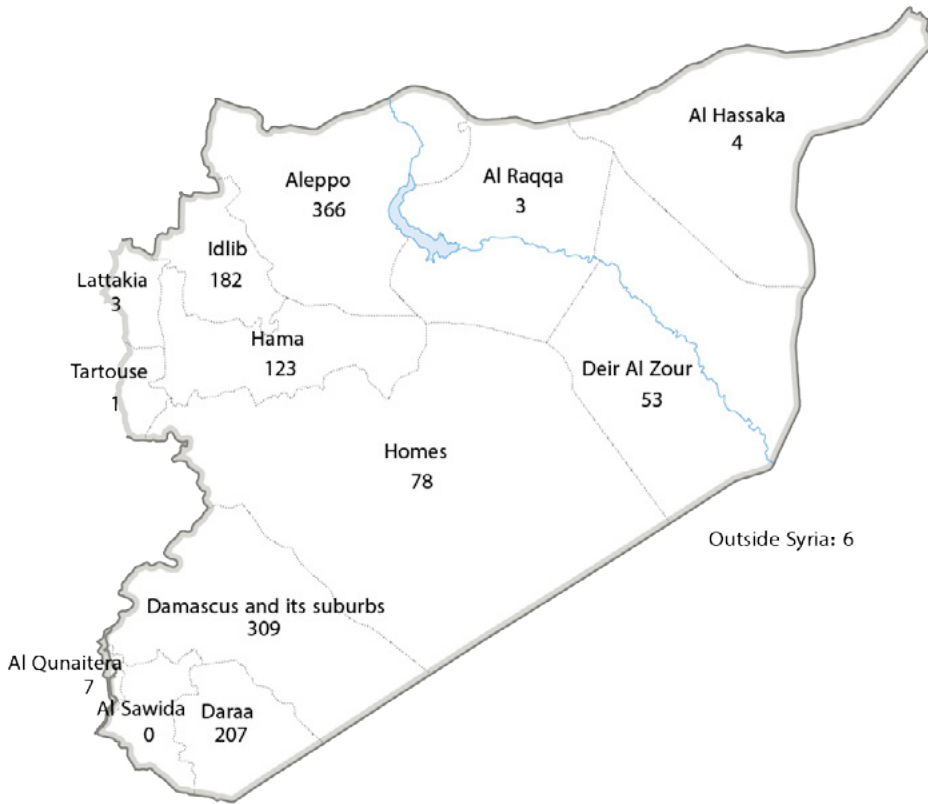 Al Hassaka
4
Aleppo
366
Al Raqqa
3
Idlib
182
Lattakia
3
Hama
123
Tartouse
1
Deir Al Zour
53
Homes
78
Outside Syria: 6
Damascus and its suburbs
309
Al Qunaitera
7
Al Sawida
0
Daraa
207